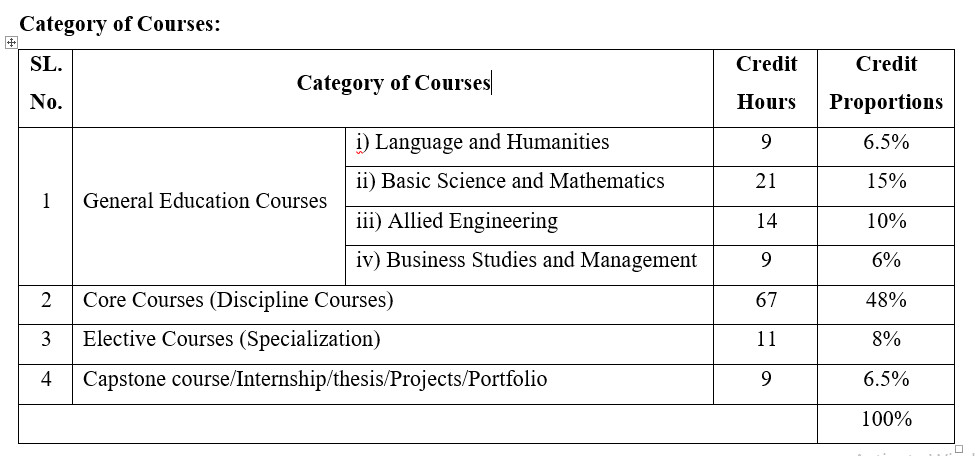 Category of Courses:
SL. No. Category of Courses Credit Hours Credit Proportions
1 General Education Courses i) Language and Humanities 9 6.5%
ii) Basic Science and Mathematics 21 15%
iii) Allied Engineering 14 10%
iv) Business Studies and Management 9 6%
2 Core Courses (Discipline Courses) 67 48%
3 Elective Courses (Specialization) 11 8%
4 Capstone course/Internship/thesis/Projects/Portfolio 9 6.5%
100%